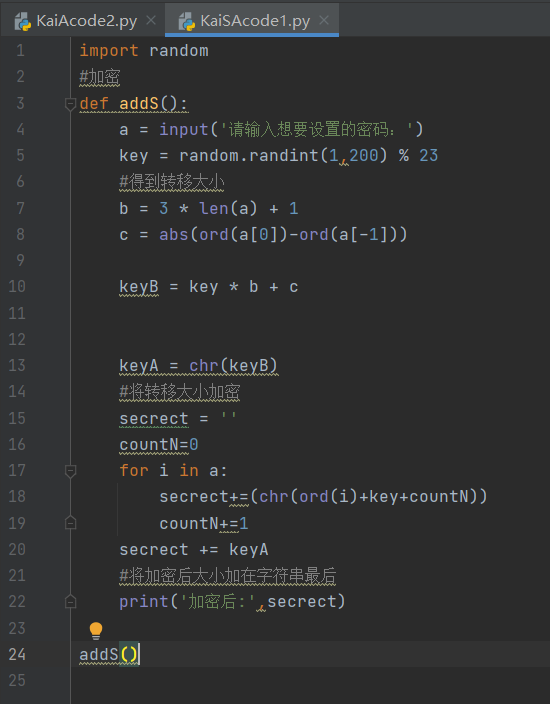 KaiAcode2.py × KaiSAcode1.py ×
1 import random
2 #加密
3 def addS():
4     a = input('请输入想要设置的密码：')
5     key = random.randint(1,200) % 23
6     #得到转移大小
7     b = 3 * len(a) + 1
8     c = abs(ord(a[0])-ord(a[-1]))
9
10     keyB = key * b + c
11
12
13     keyA = chr(keyB)
14     #将转移大小加密
15     secrect = ''
16     countN=0
17     for i in a:
18         secrect+=(chr(ord(i)+key+countN))
19         countN+=1
20     secrect += keyA
21     #将加密后大小加在字符串最后
22     print('加密后:',secrect)
23
24 addS()
25